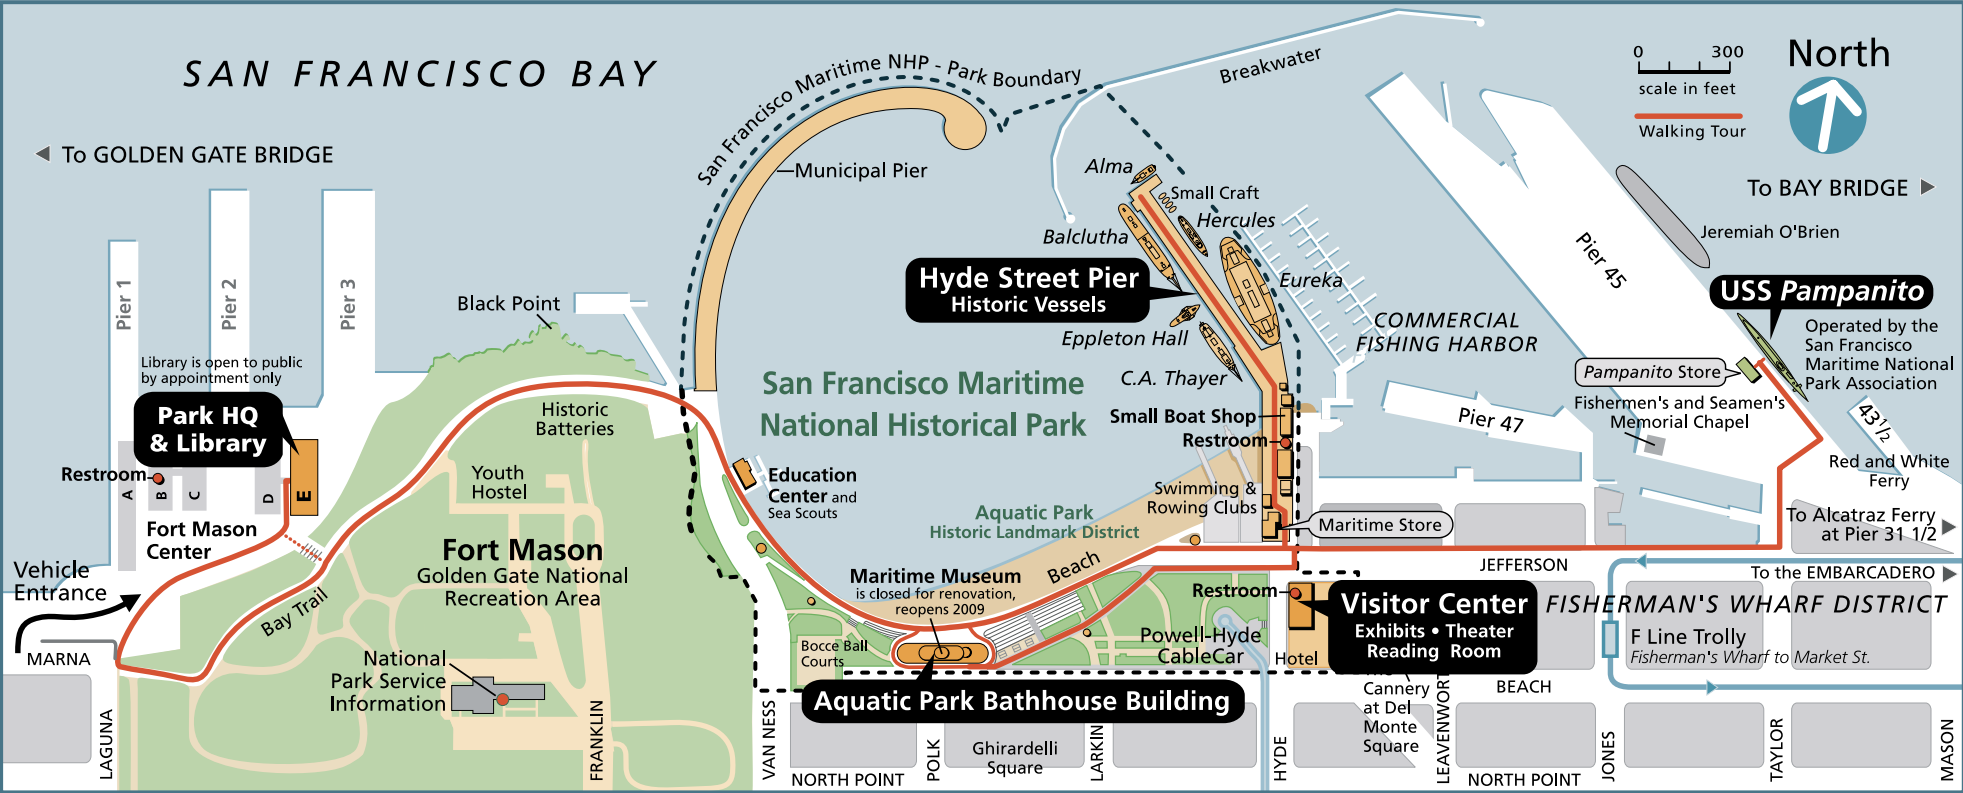 SAN FRANCISCO BAY
San Francisco Maritime NHP - Park Boundary
Breakwater
0 300
scale in feet
Walking Tour
North
To GOLDEN GATE BRIDGE
To BAY BRIDGE
Municipal Pier
Alma
Small Craft
Hercules
Balclutha
Eureka
Hyde Street Pier
Historic Vessels
Eppleton Hall
C.A. Thayer
Pier 45
Jeremiah O'Brien
USS Pampanito
Operated by the
San Francisco
Maritime National
Park Association
COMMERCIAL
FISHING HARBOR
Pampanito Store
Fishermen's and Seamen's
Memorial Chapel
Pier 47
43 1/2
Red and White
Ferry
To Alcatraz Ferry
at Pier 31 1/2
To the EMBARCADERO
Pier 1
Pier 2
Pier 3
Black Point
Library is open to public
by appointment only
Park HQ
& Library
Restroom
A
B
C
D
E
Fort Mason
Center
Vehicle
Entrance
MARNA
Bay Trail
Historic
Batteries
Youth
Hostel
Fort Mason
Golden Gate National
Recreation Area
National
Park Service
Information
San Francisco Maritime
National Historical Park
Education
Center and
Sea Scouts
Small Boat Shop
Restroom
Swimming &
Rowing Clubs
Maritime Store
Aquatic Park
Historic Landmark District
Beach
Maritime Museum
is closed for renovation,
reopens 2009
Bocce Ball
Courts
Aquatic Park Bathhouse Building
Powell-Hyde
CableCar
Restroom
Hotel
Visitor Center
Exhibits • Theater
Reading Room
JEFFERSON
FISHERMAN'S WHARF DISTRICT
F Line Trolly
Fisherman's Wharf to Market St.
BEACH
Cannery
at Del
Monte
Square
Ghirardelli
Square
NORTH POINT
NORTH POINT
LAGUNA
FRANKLIN
VAN NESS
POLK
LARKIN
HYDE
LEAVENWORT
JONES
TAYLOR
MASON